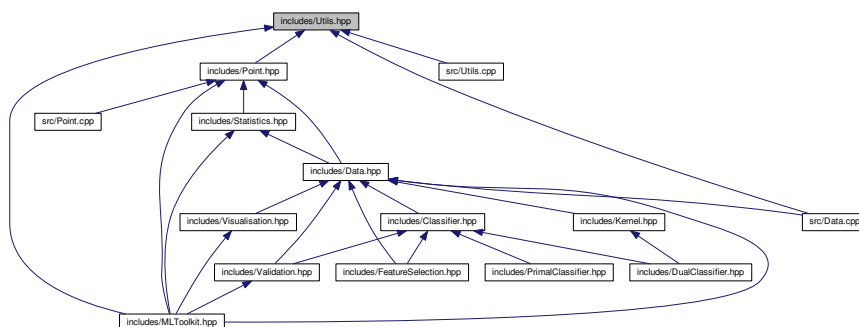 includes/Utils.hpp
includes/Point.hpp
src/Utils.cpp
src/Point.cpp
includes/Statistics.hpp
includes/Data.hpp
includes/Visualisation.hpp
includes/Classifier.hpp
includes/Kernel.hpp
src/Data.cpp
includes/Validation.hpp
includes/FeatureSelection.hpp
includes/PrimalClassifier.hpp
includes/DualClassifier.hpp
includes/MLToolkit.hpp